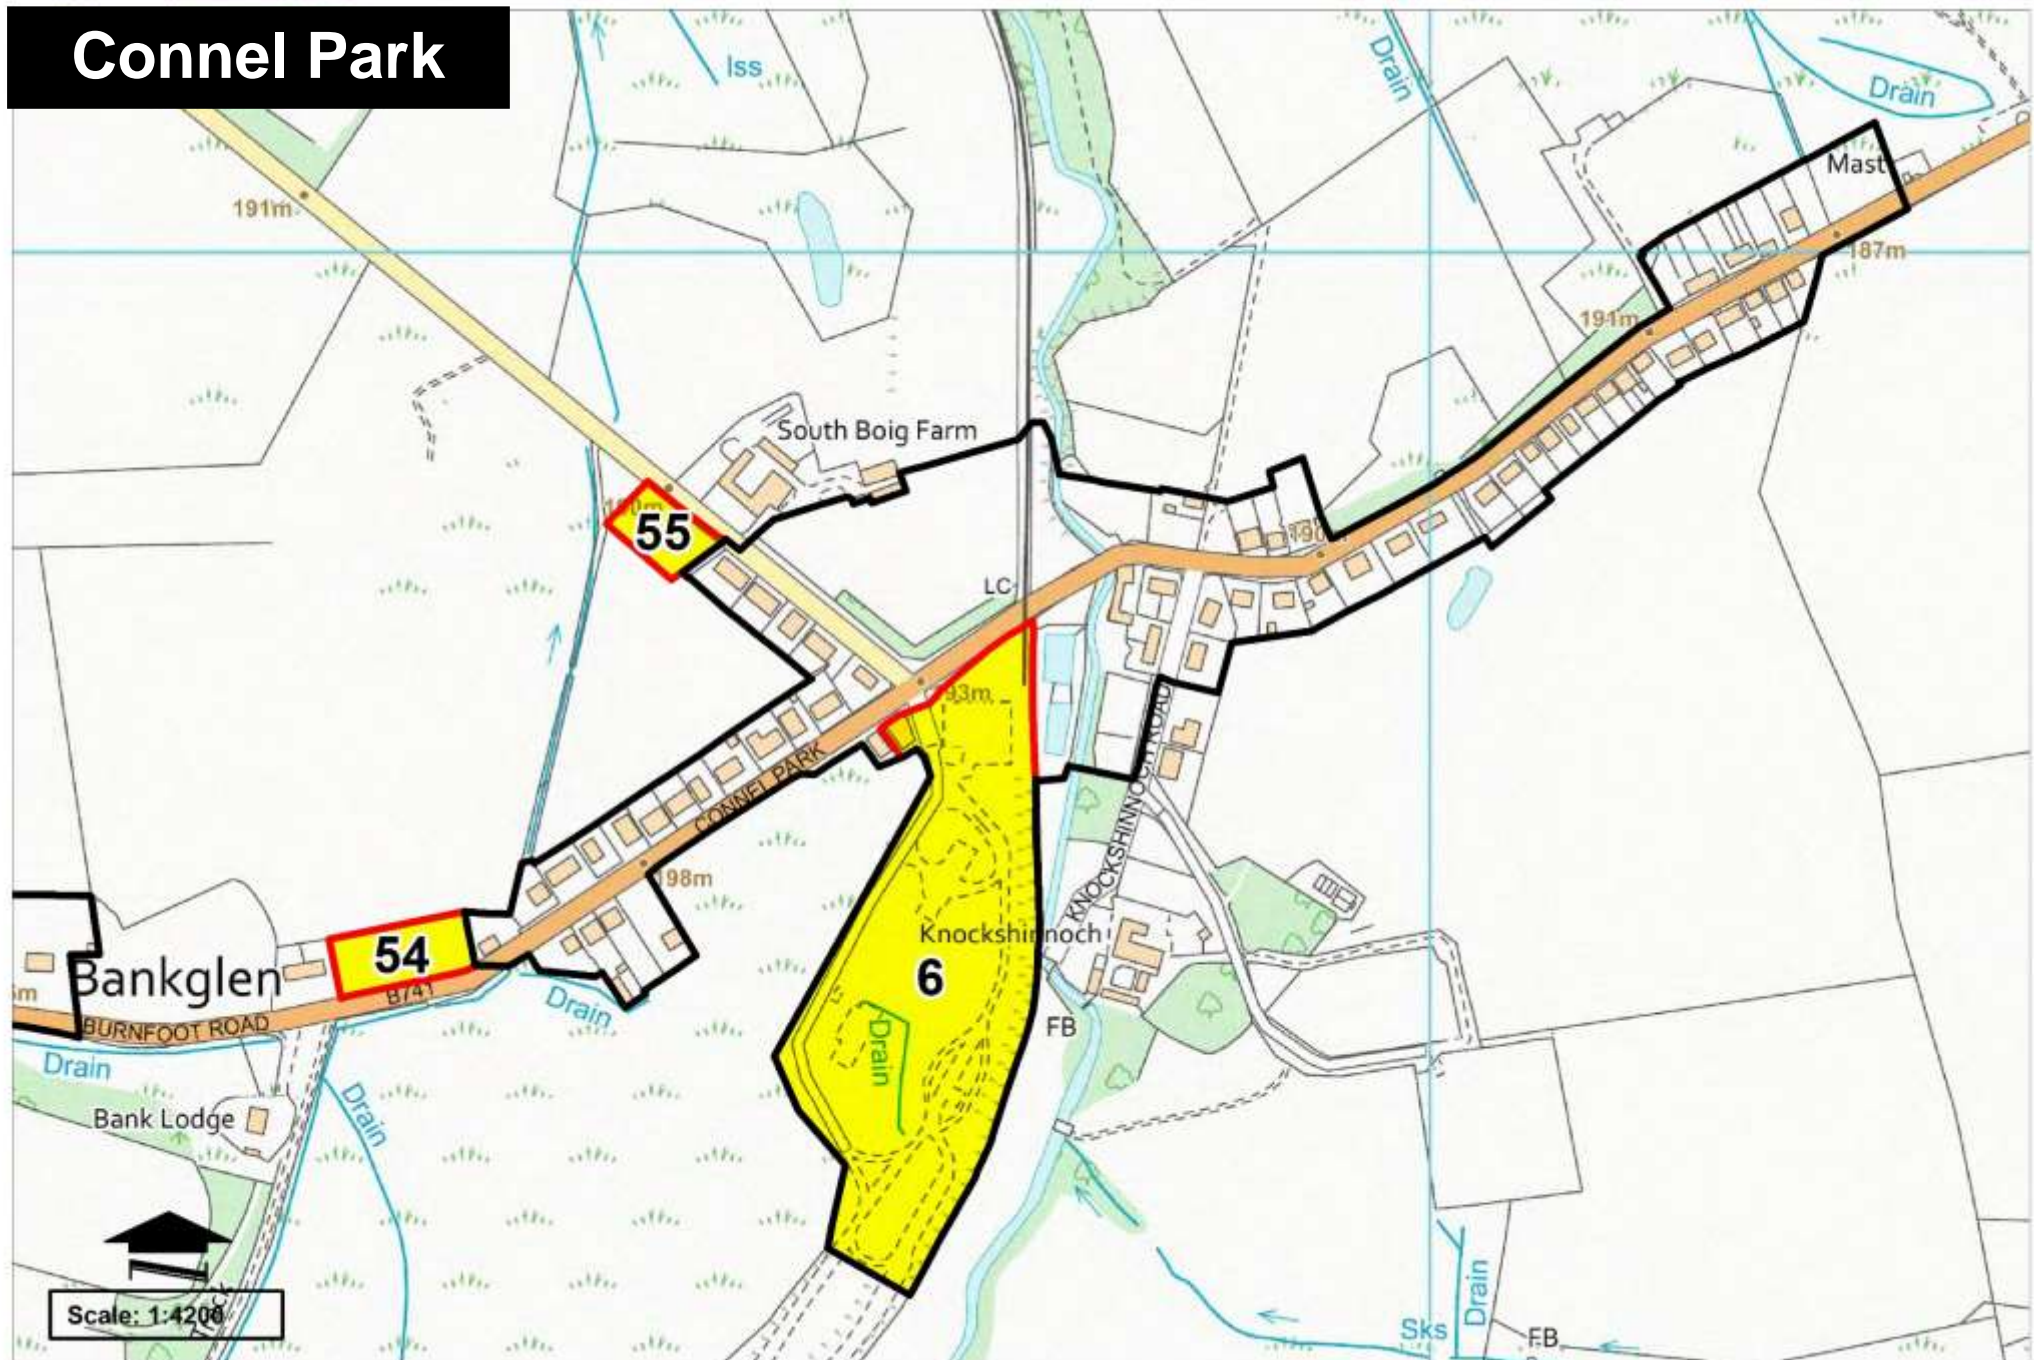 Connel Park
Iss
Drain
Drain
Mast
191m
187m
191m
South Boig Farm
55
190m
LC
193m
CONNEL PARK
KNOCKSHINNOCH ROAD
198m
Knockshinnoch
54
6
Bankglen
B741
Drain
BURNFOOT ROAD
FB
Drain
Drain
Drain
Bank Lodge
Drain
Scale: 1:4200
Track
Sks
FB